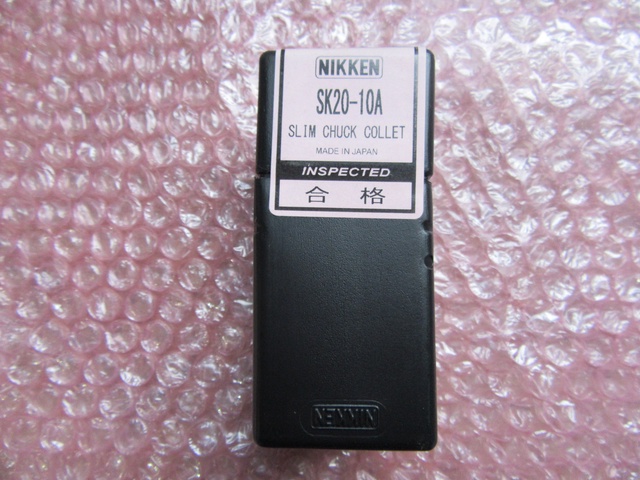 NIKKEN
SK20-10A
SLIM CHUCK COLLET
MADE IN JAPAN
INSPECTED
合格
NIKKEN